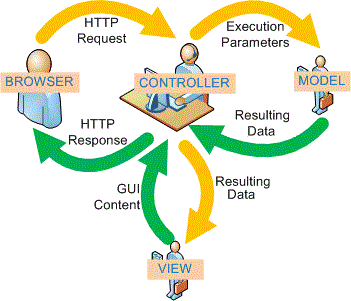 HTTP
Request
Execution
Parameters
BROWSER
CONTROLLER
MODEL
HTTP
Response
Resulting
Data
GUI
Content
Resulting
Data
VIEW